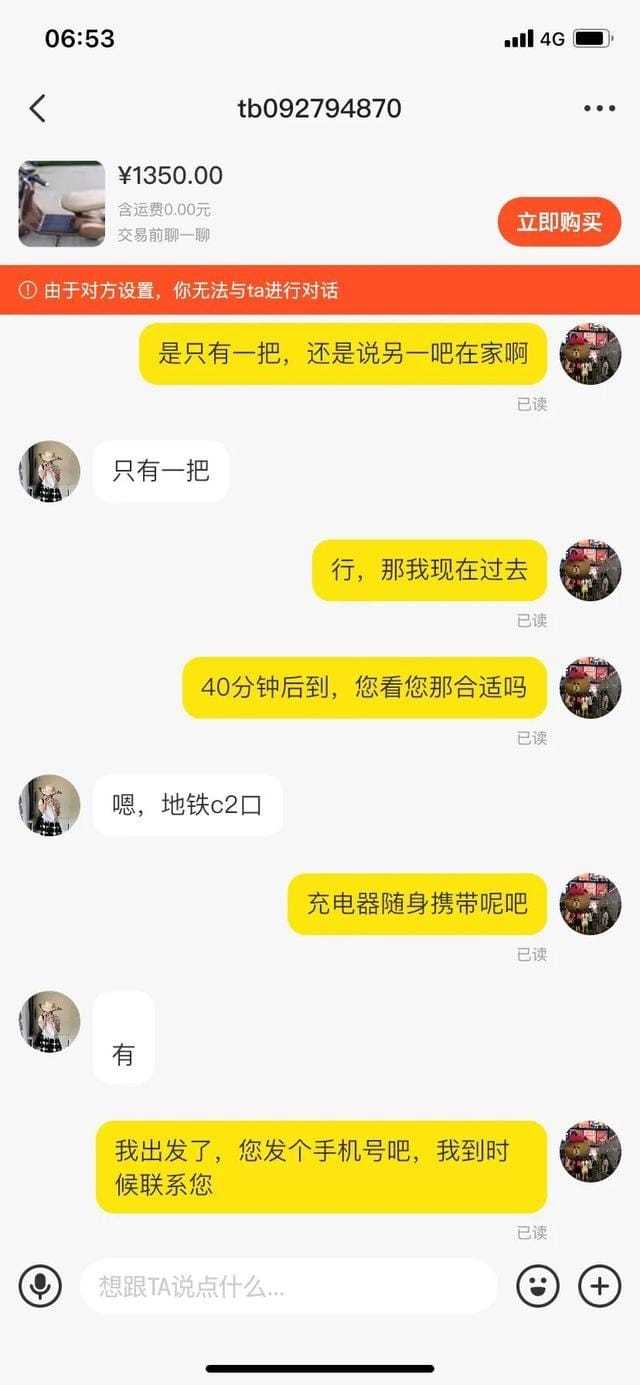 06:53
4G
tb092794870
¥1350.00
含运费0.00元
交易前聊一聊
立即购买
由于对方设置，你无法与ta进行对话
是只有一把，还是说另一吧在家啊
已读
只有一把
行，那我现在过去
已读
40分钟后到，您看您那合适吗
已读
嗯，地铁c2口
充电器随身携带呢吧
已读
有
我出发了，您发个手机号吧，我到时
候联系您
已读
想跟TA说点什么...